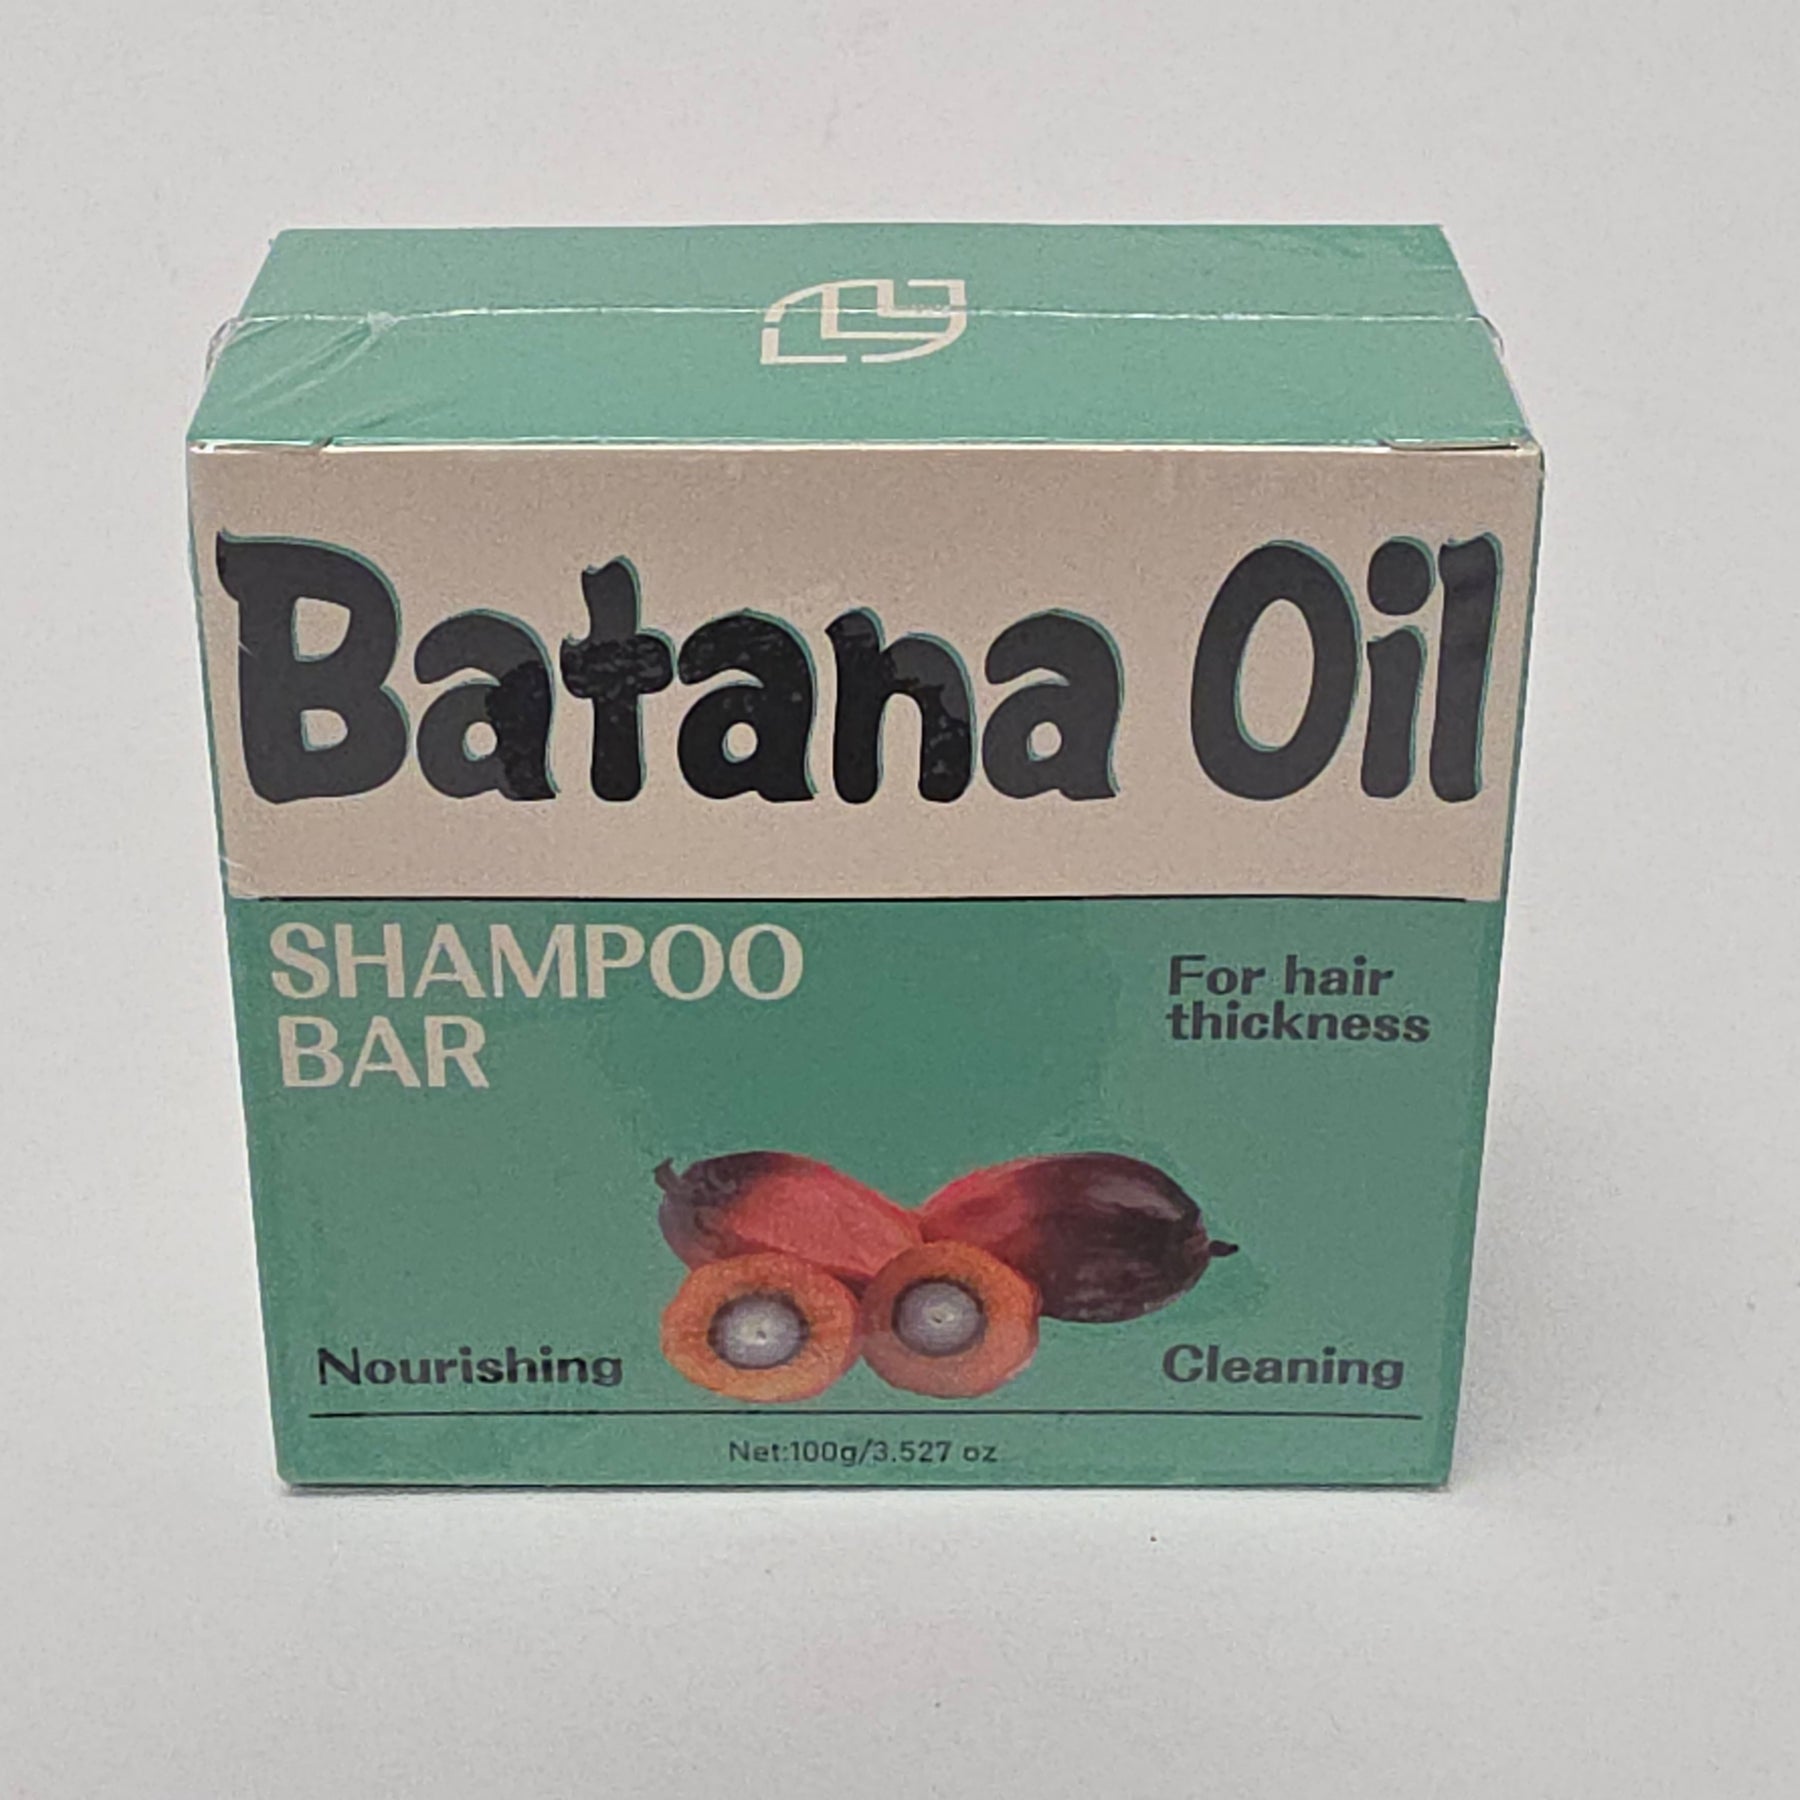 Batana Oil
SHAMPOO
BAR
For hair
thickness
Nourishing
Cleaning
Net:100g/3.527 oz